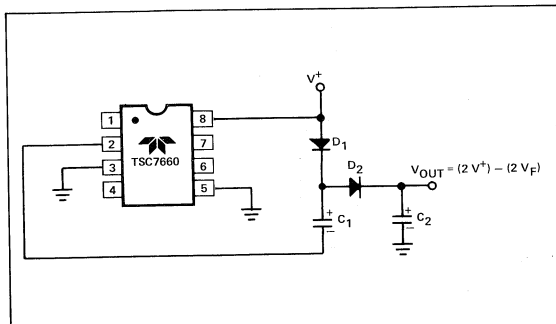 V+
1
8
2
7
TSC7660
3
6
4
5
D1
D2
VOUT = (2 V+) – (2 VF)
+
–
C1
+
–
C2